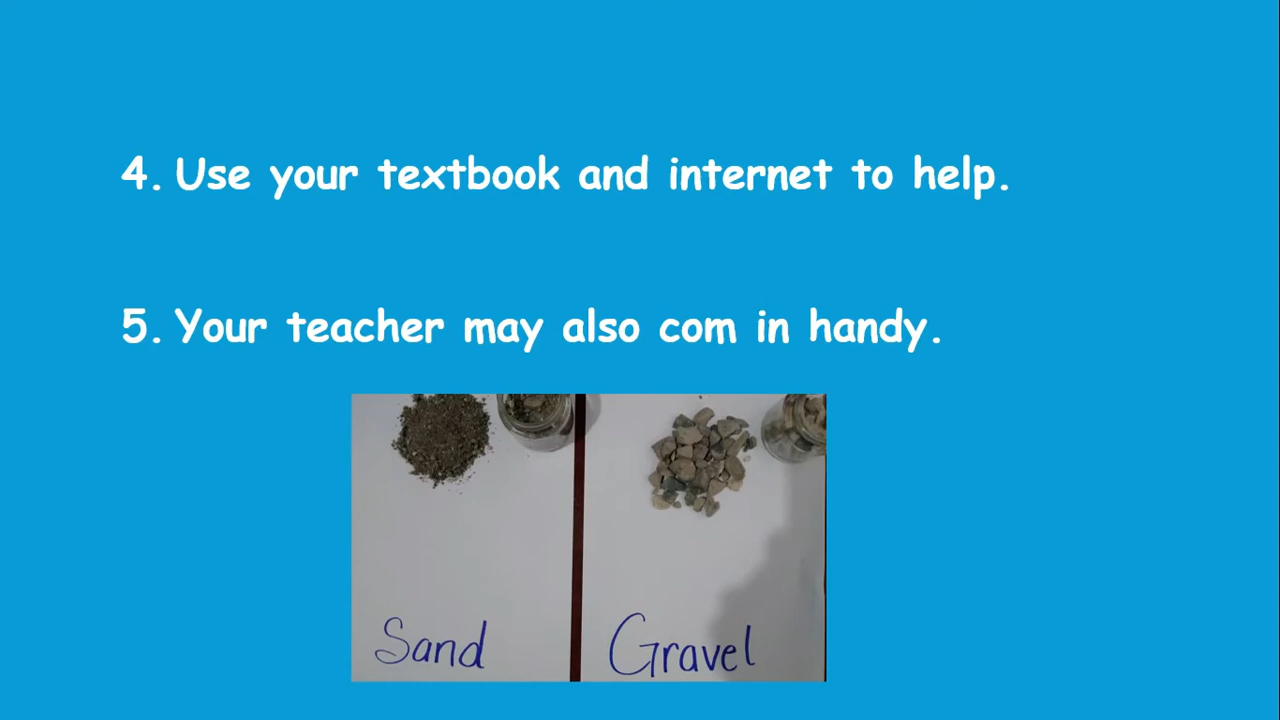 4. Use your textbook and internet to help.
5. Your teacher may also com in handy.
Sand
Gravel